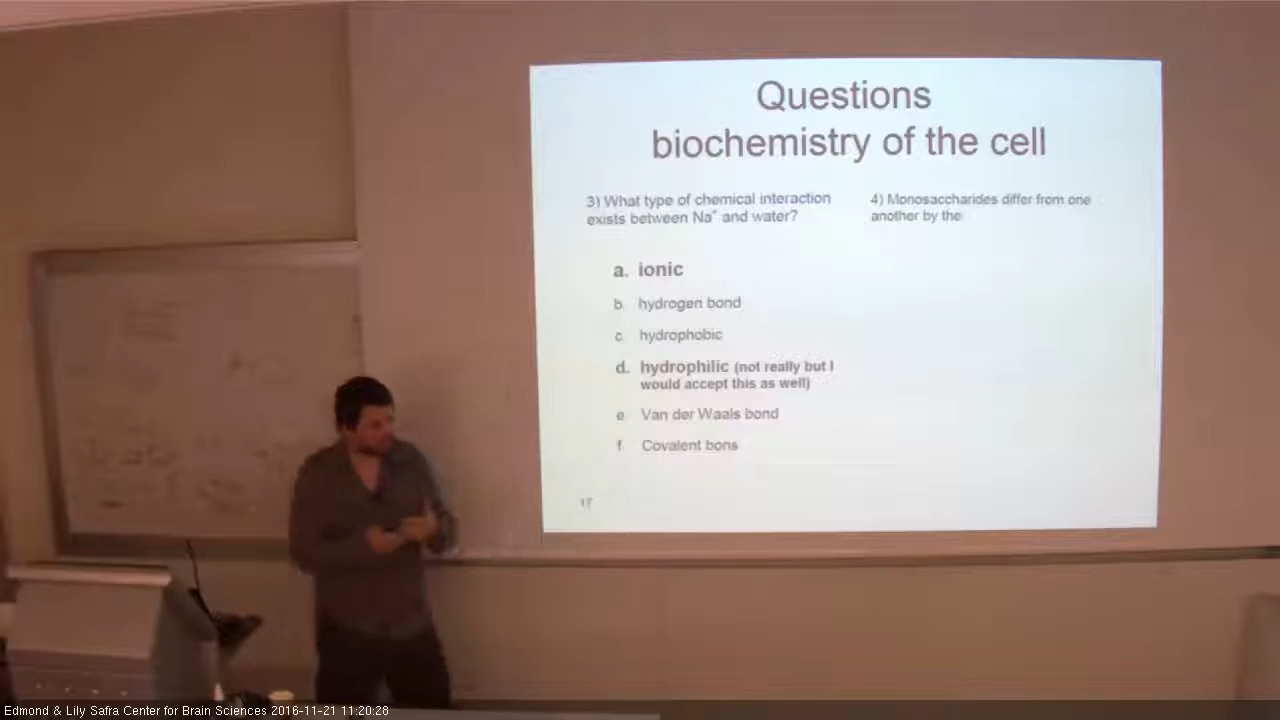 Questions
biochemistry of the cell
3) What type of chemical interaction
exists between Na+ and water?
a. ionic
b. hydrogen bond
c. hydrophobic
d. hydrophilic (not really but I
would accept this as well)
e. Van der Waals bond
f. Covalent bons
4) Monosaccharides differ from one
another by the
17
Edmond & Lily Safra Center for Brain Sciences 2016-11-21 11:20:28